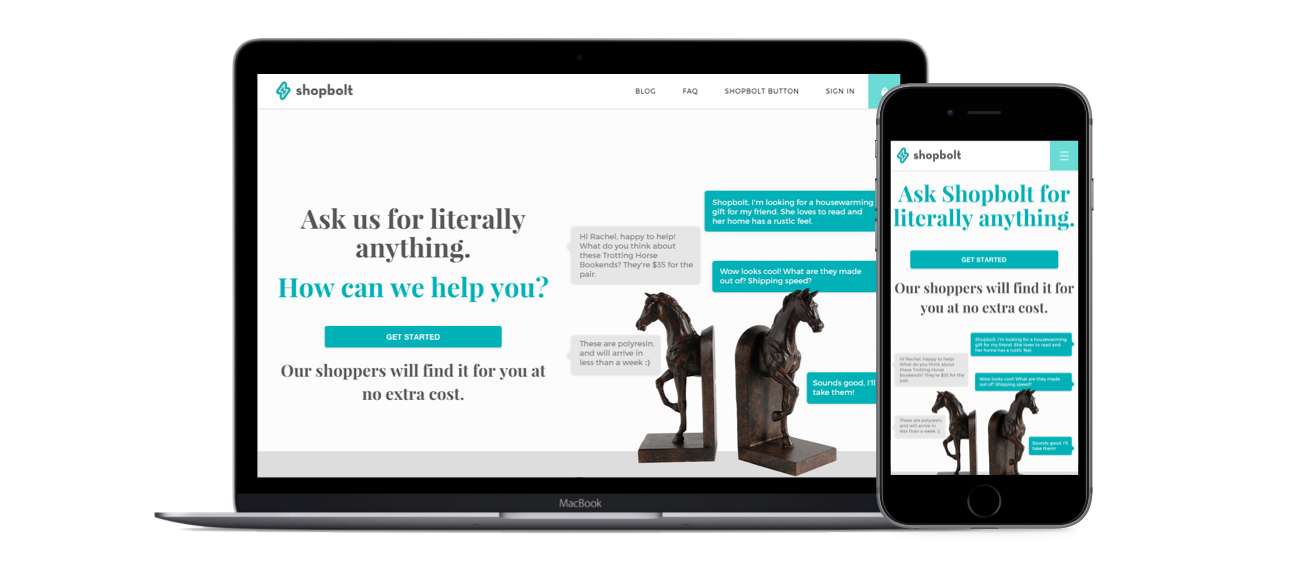 shopbolt
BLOG
FAQ
SHOPBOLT BUTTON
SIGN IN
Ask us for literally
anything.
How can we help you?
GET STARTED
Our shoppers will find it for you at
no extra cost.
Shopbolt, I'm looking for a housewarming
gift for my friend. She loves to read and
her home has a rustic feel.
Hi Rachel, happy to help!
What do you think about
these Trotting Horse
Bookends? They're $35 for the
pair.
Wow looks cool! What are they made
out of? Shipping speed?
These are polyresin,
and will arrive in
less than a week :)
Sounds good, I'll
take them!
MacBook
shopbolt
Ask Shopbolt for
literally anything.
GET STARTED
Our shoppers will find it for
you at no extra cost.
Shopbolt, I'm looking for a housewarming
gift for my friend. She loves to read and
her home has a rustic feel.
Hi Rachel, happy to help!
What do you think about
these Trotting Horse
Bookends? They're $35 for the
pair.
Wow looks cool! What are they made
out of? Shipping speed?
These are polyresin,
and will arrive in
less than a week :)
Sounds good, I'll
take them!